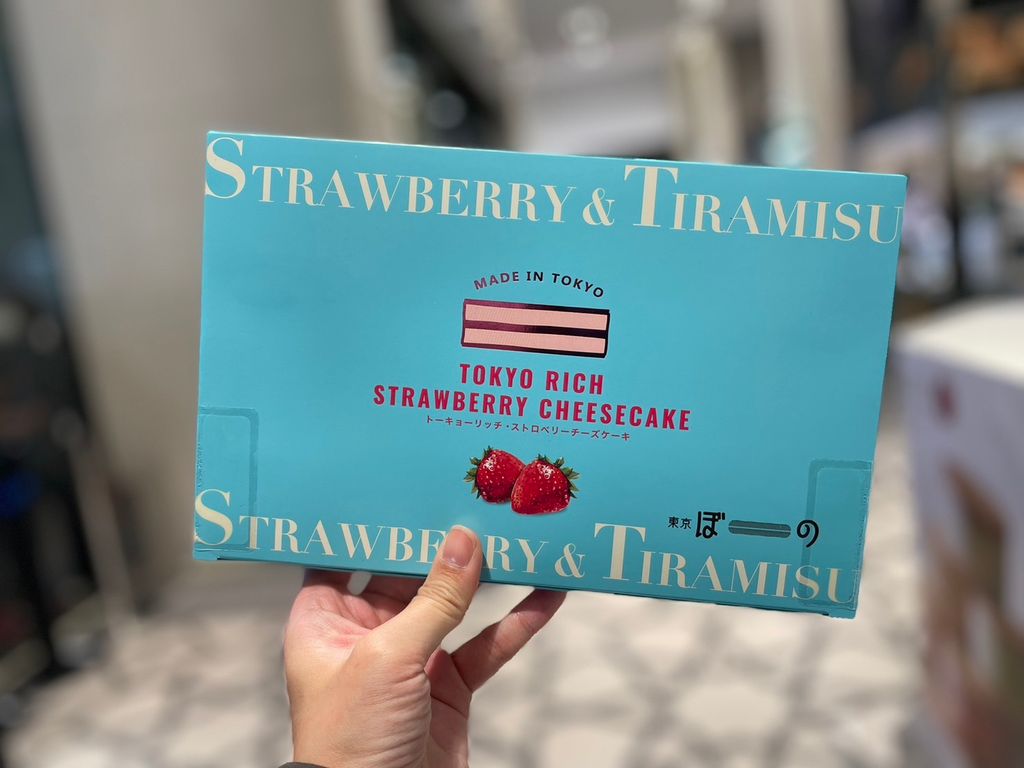 STRAWBERRY & TIRAMISU
MADE IN TOKYO
TOKYO RICH
STRAWBERRY CHEESECAKE
トーキョーリッチ・ストロベリーチーズケーキ
東京ぼーの
STRAWBERRY & TIRAMISU